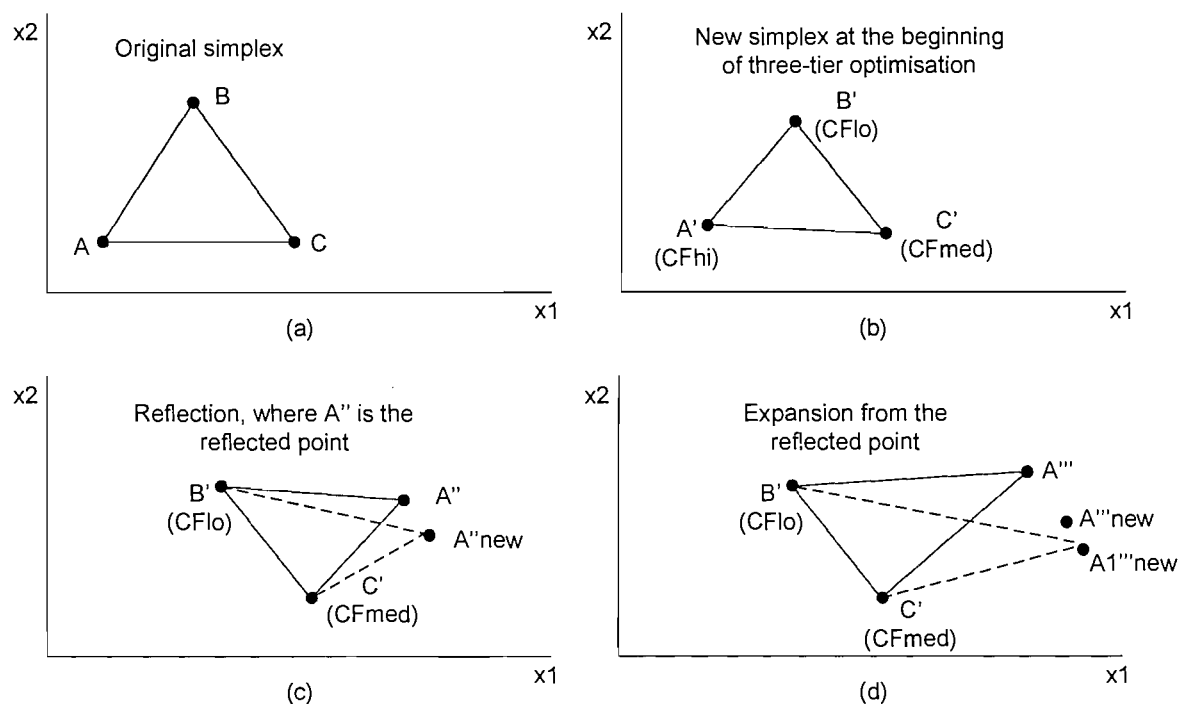 x2
Original simplex
B
A
C
x1
(a)
x2
New simplex at the beginning
of three-tier optimisation
B'
(CFlo)
A'
(CFhi)
C'
(CFmed)
x1
(b)
x2
Reflection, where A'' is the
reflected point
B'
(CFlo)
A''
A''new
C'
(CFmed)
x1
(c)
x2
Expansion from the
reflected point
B'
(CFlo)
A'''
A'''new
A1'''new
C'
(CFmed)
x1
(d)